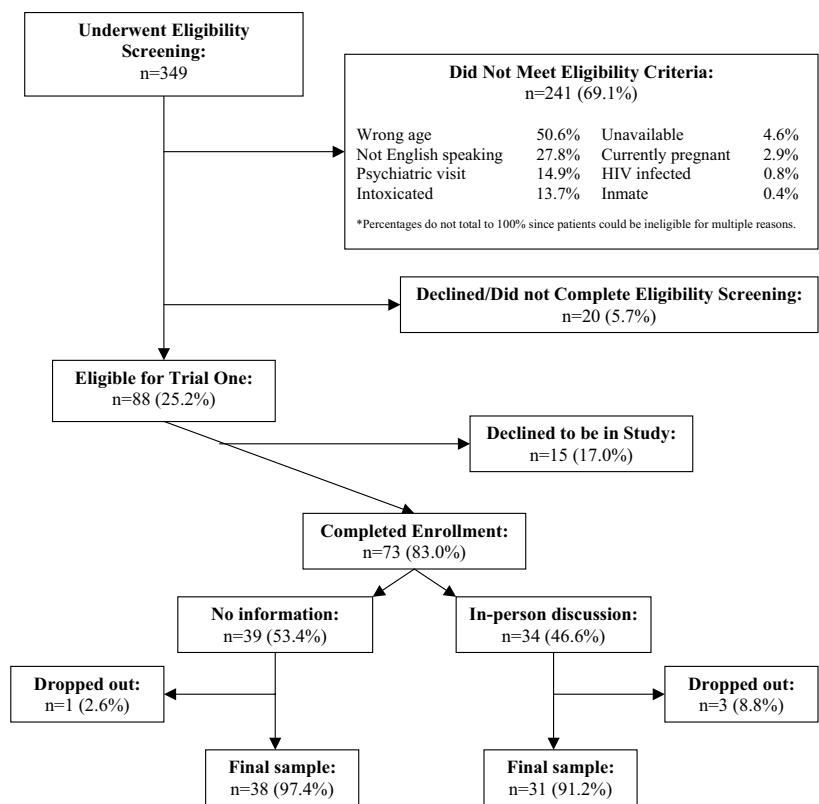 Underwent Eligibility
Screening:
n=349
Did Not Meet Eligibility Criteria:
n=241 (69.1%)
Wrong age 50.6% Unavailable 4.6%
Not English speaking 27.8% Currently pregnant 2.9%
Psychiatric visit 14.9% HIV infected 0.8%
Intoxicated 13.7% Inmate 0.4%
*Percentages do not total to 100% since patients could be ineligible for multiple reasons.
Declined/Did not Complete Eligibility Screening:
n=20 (5.7%)
Eligible for Trial One:
n=88 (25.2%)
Declined to be in Study:
n=15 (17.0%)
Completed Enrollment:
n=73 (83.0%)
No information:
n=39 (53.4%)
In-person discussion:
n=34 (46.6%)
Dropped out:
n=1 (2.6%)
Dropped out:
n=3 (8.8%)
Final sample:
n=38 (97.4%)
Final sample:
n=31 (91.2%)